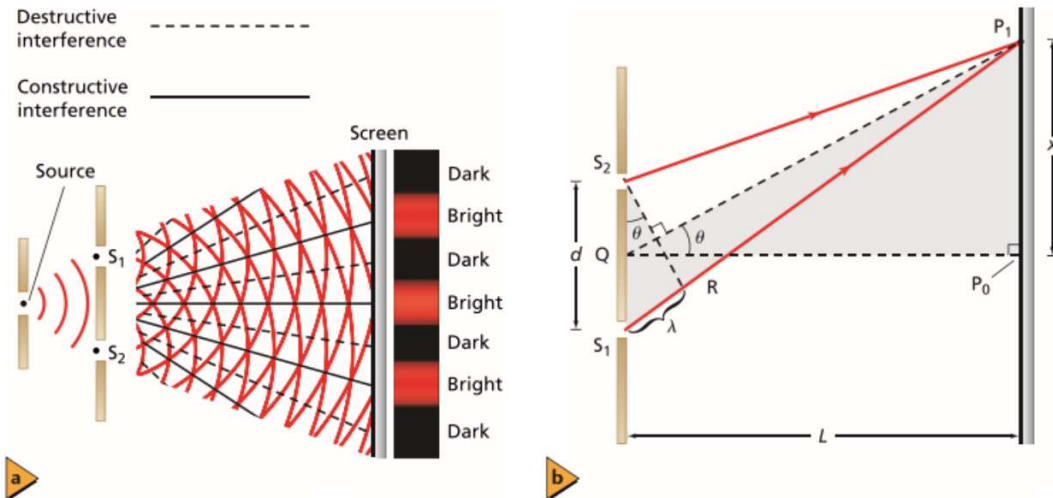 Destructive
interference
Constructive
interference
Screen
Source
S1
S2
Dark
Bright
Dark
Bright
Dark
Bright
Dark
a
P1
x
S2
θ
θ
d
Q
R
P0
λ
S1
L
b